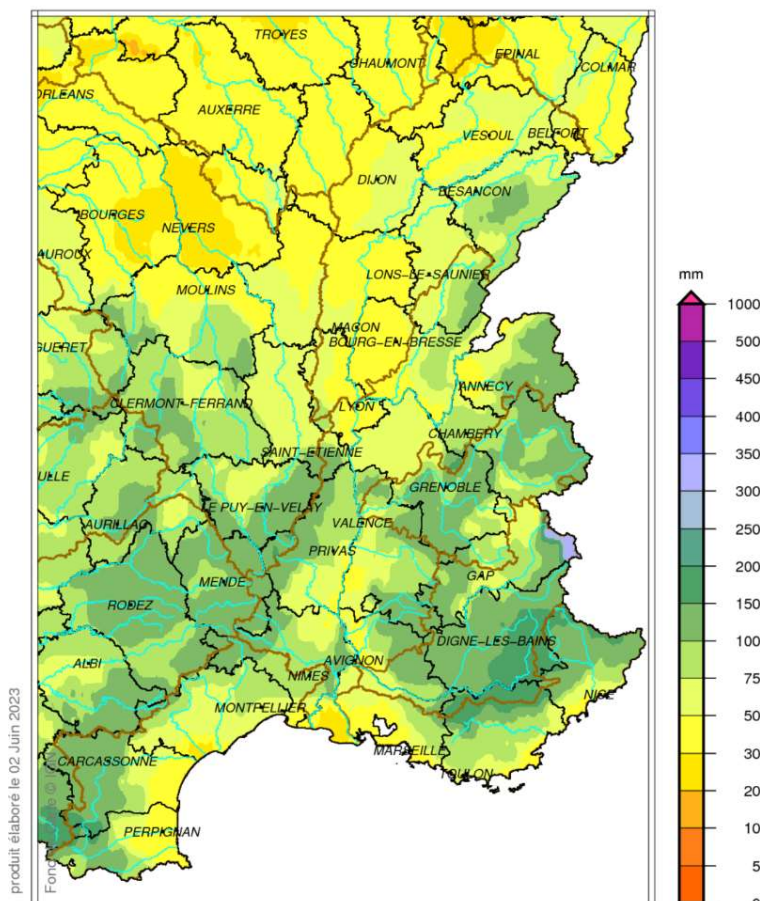 TROYES
CHAUMONT
EPINAL
COLMAR
ORLEANS
AUXERRE
VESOUL
BELFORT
DIJON
BESANCON
BOURGES
NEVERS
AUROUX
LONS-LE-SAUNIER
MOULINS
MACON
BOURG-EN-BRESSE
GUERET
ANNECY
CLERMONT-FERRAND
LYON
CHAMBERY
SAINT-ETIENNE
ULLE
GRENOBLE
LE PUY-EN-VELAY
VALENCE
AURILLAC
PRIVAS
MENDE
GAP
RODEZ
DIGNE-LES-BAINS
ALBI
AVIGNON
NIMES
NICE
MONTPELLIER
MARSEILLE
CARCASSONNE
TOULON
PERPIGNAN
mm
1000
500
450
400
350
300
250
200
150
100
75
50
30
20
10
5
0
produit élaboré le 02 Juin 2023